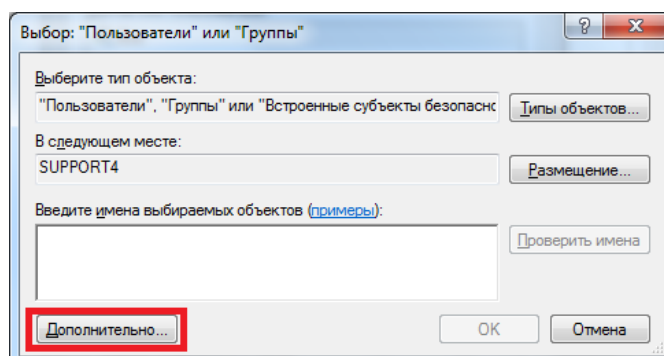 Выбор: "Пользователи" или "Группы"
Выберите тип объекта:
"Пользователи", "Группы" или "Встроенные субъекты безопаснс
Типы объектов...
В следующем месте:
SUPPORT4
Размещение...
Введите имена выбираемых объектов (примеры):
Проверить имена
Дополнительно...
OK
Отмена